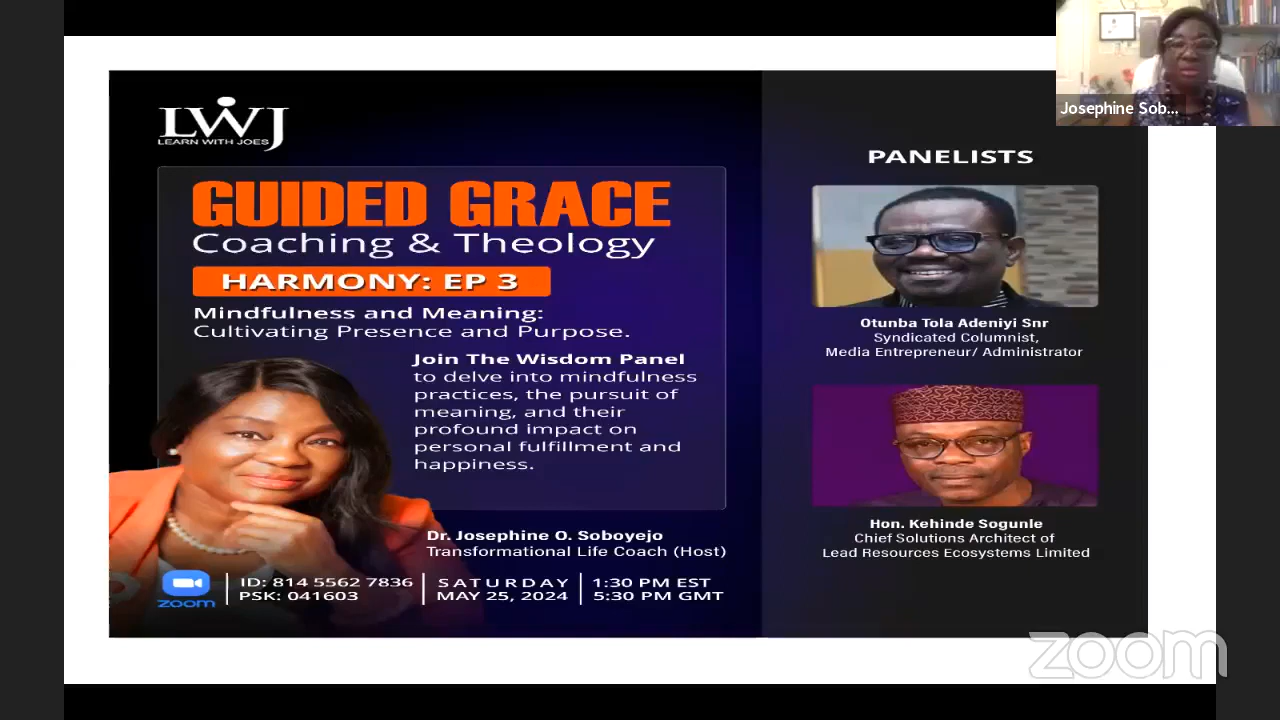 Josephine Sob...
LWJ
LEARN WITH JOES
GUIDED GRACE
Coaching & Theology
HARMONY: EP 3
Mindfulness and Meaning:
Cultivating Presence and Purpose.
Join The Wisdom Panel
to delve into mindfulness
practices, the pursuit of
meaning, and their
profound impact on
personal fulfillment and
happiness.
Dr. Josephine O. Soboyejo
Transformational Life Coach (Host)
zoom
ID: 814 5562 7836
PSK: 041603
SATURDAY
MAY 25, 2024
1:30 PM EST
5:30 PM GMT
PANELISTS
Otunba Tola Adeniyi Snr
Syndicated Columnist,
Media Entrepreneur/ Administrator
Hon. Kehinde Sogunle
Chief Solutions Architect of
Lead Resources Ecosystems Limited
zoom